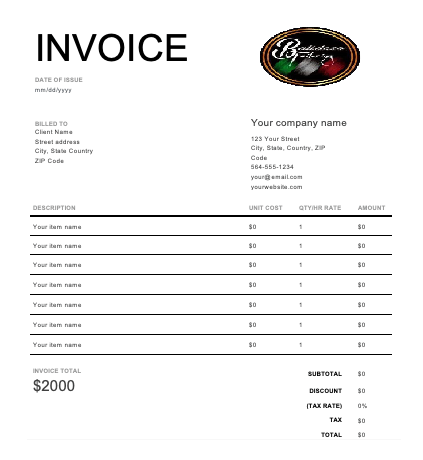 INVOICE
DATE OF ISSUE
mm/dd/yyyy
BILLED TO
Client Name
Street address
City, State Country
ZIP Code
Your company name
123 Your Street
City, State, Country, ZIP
Code
564-555-1234
your@email.com
yourwebsite.com
DESCRIPTION UNIT COST QTY/HR RATE AMOUNT
Your item name $0 1 $0
Your item name $0 1 $0
Your item name $0 1 $0
Your item name $0 1 $0
Your item name $0 1 $0
Your item name $0 1 $0
Your item name $0 1 $0
INVOICE TOTAL
$2000
SUBTOTAL $0
DISCOUNT $0
(TAX RATE) 0%
TAX $0
TOTAL $0